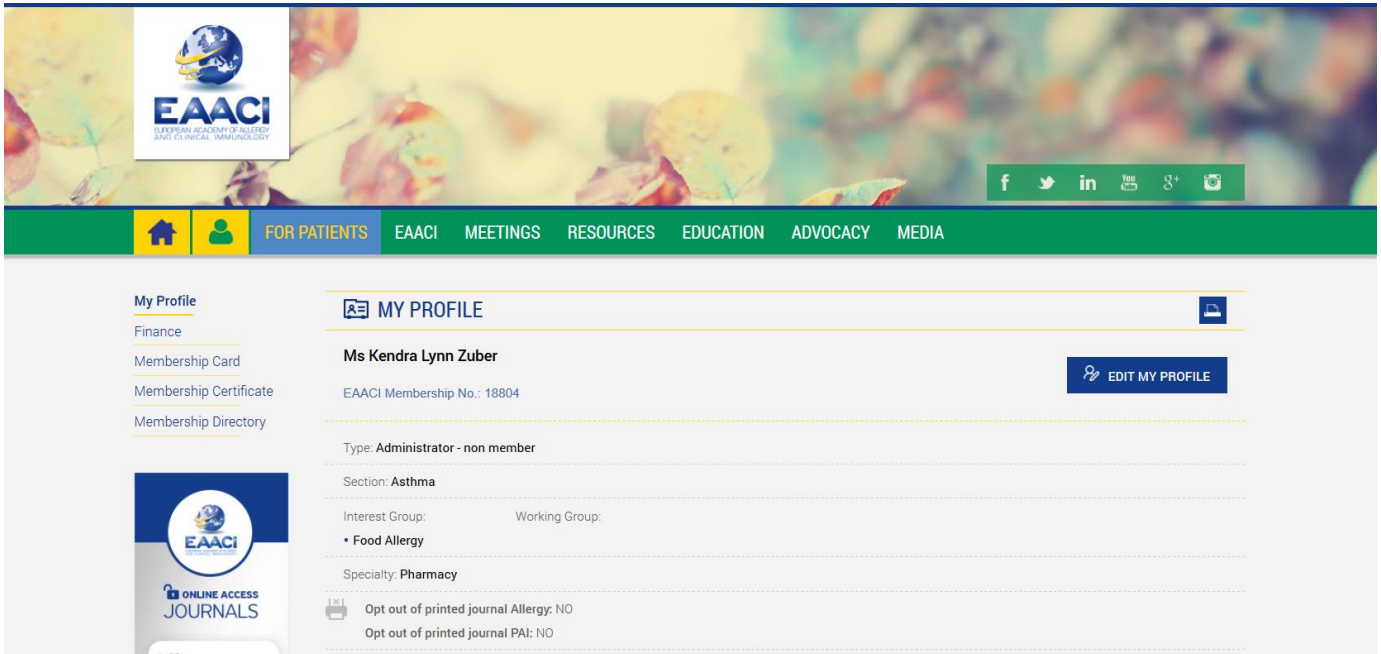 EAACI
EUROPEAN ACADEMY OF ALLERGY
AND CLINICAL IMMUNOLOGY
f in You 8+
FOR PATIENTS EAACI MEETINGS RESOURCES EDUCATION ADVOCACY MEDIA
My Profile
Finance
Membership Card
Membership Certificate
Membership Directory
MY PROFILE
Ms Kendra Lynn Zuber
EDIT MY PROFILE
EAACI Membership No.: 18804
Type: Administrator - non member
Section: Asthma
Interest Group: Working Group:
• Food Allergy
Specialty: Pharmacy
Opt out of printed journal Allergy: NO
Opt out of printed journal PAI: NO
EAACI
ONLINE ACCESS
JOURNALS